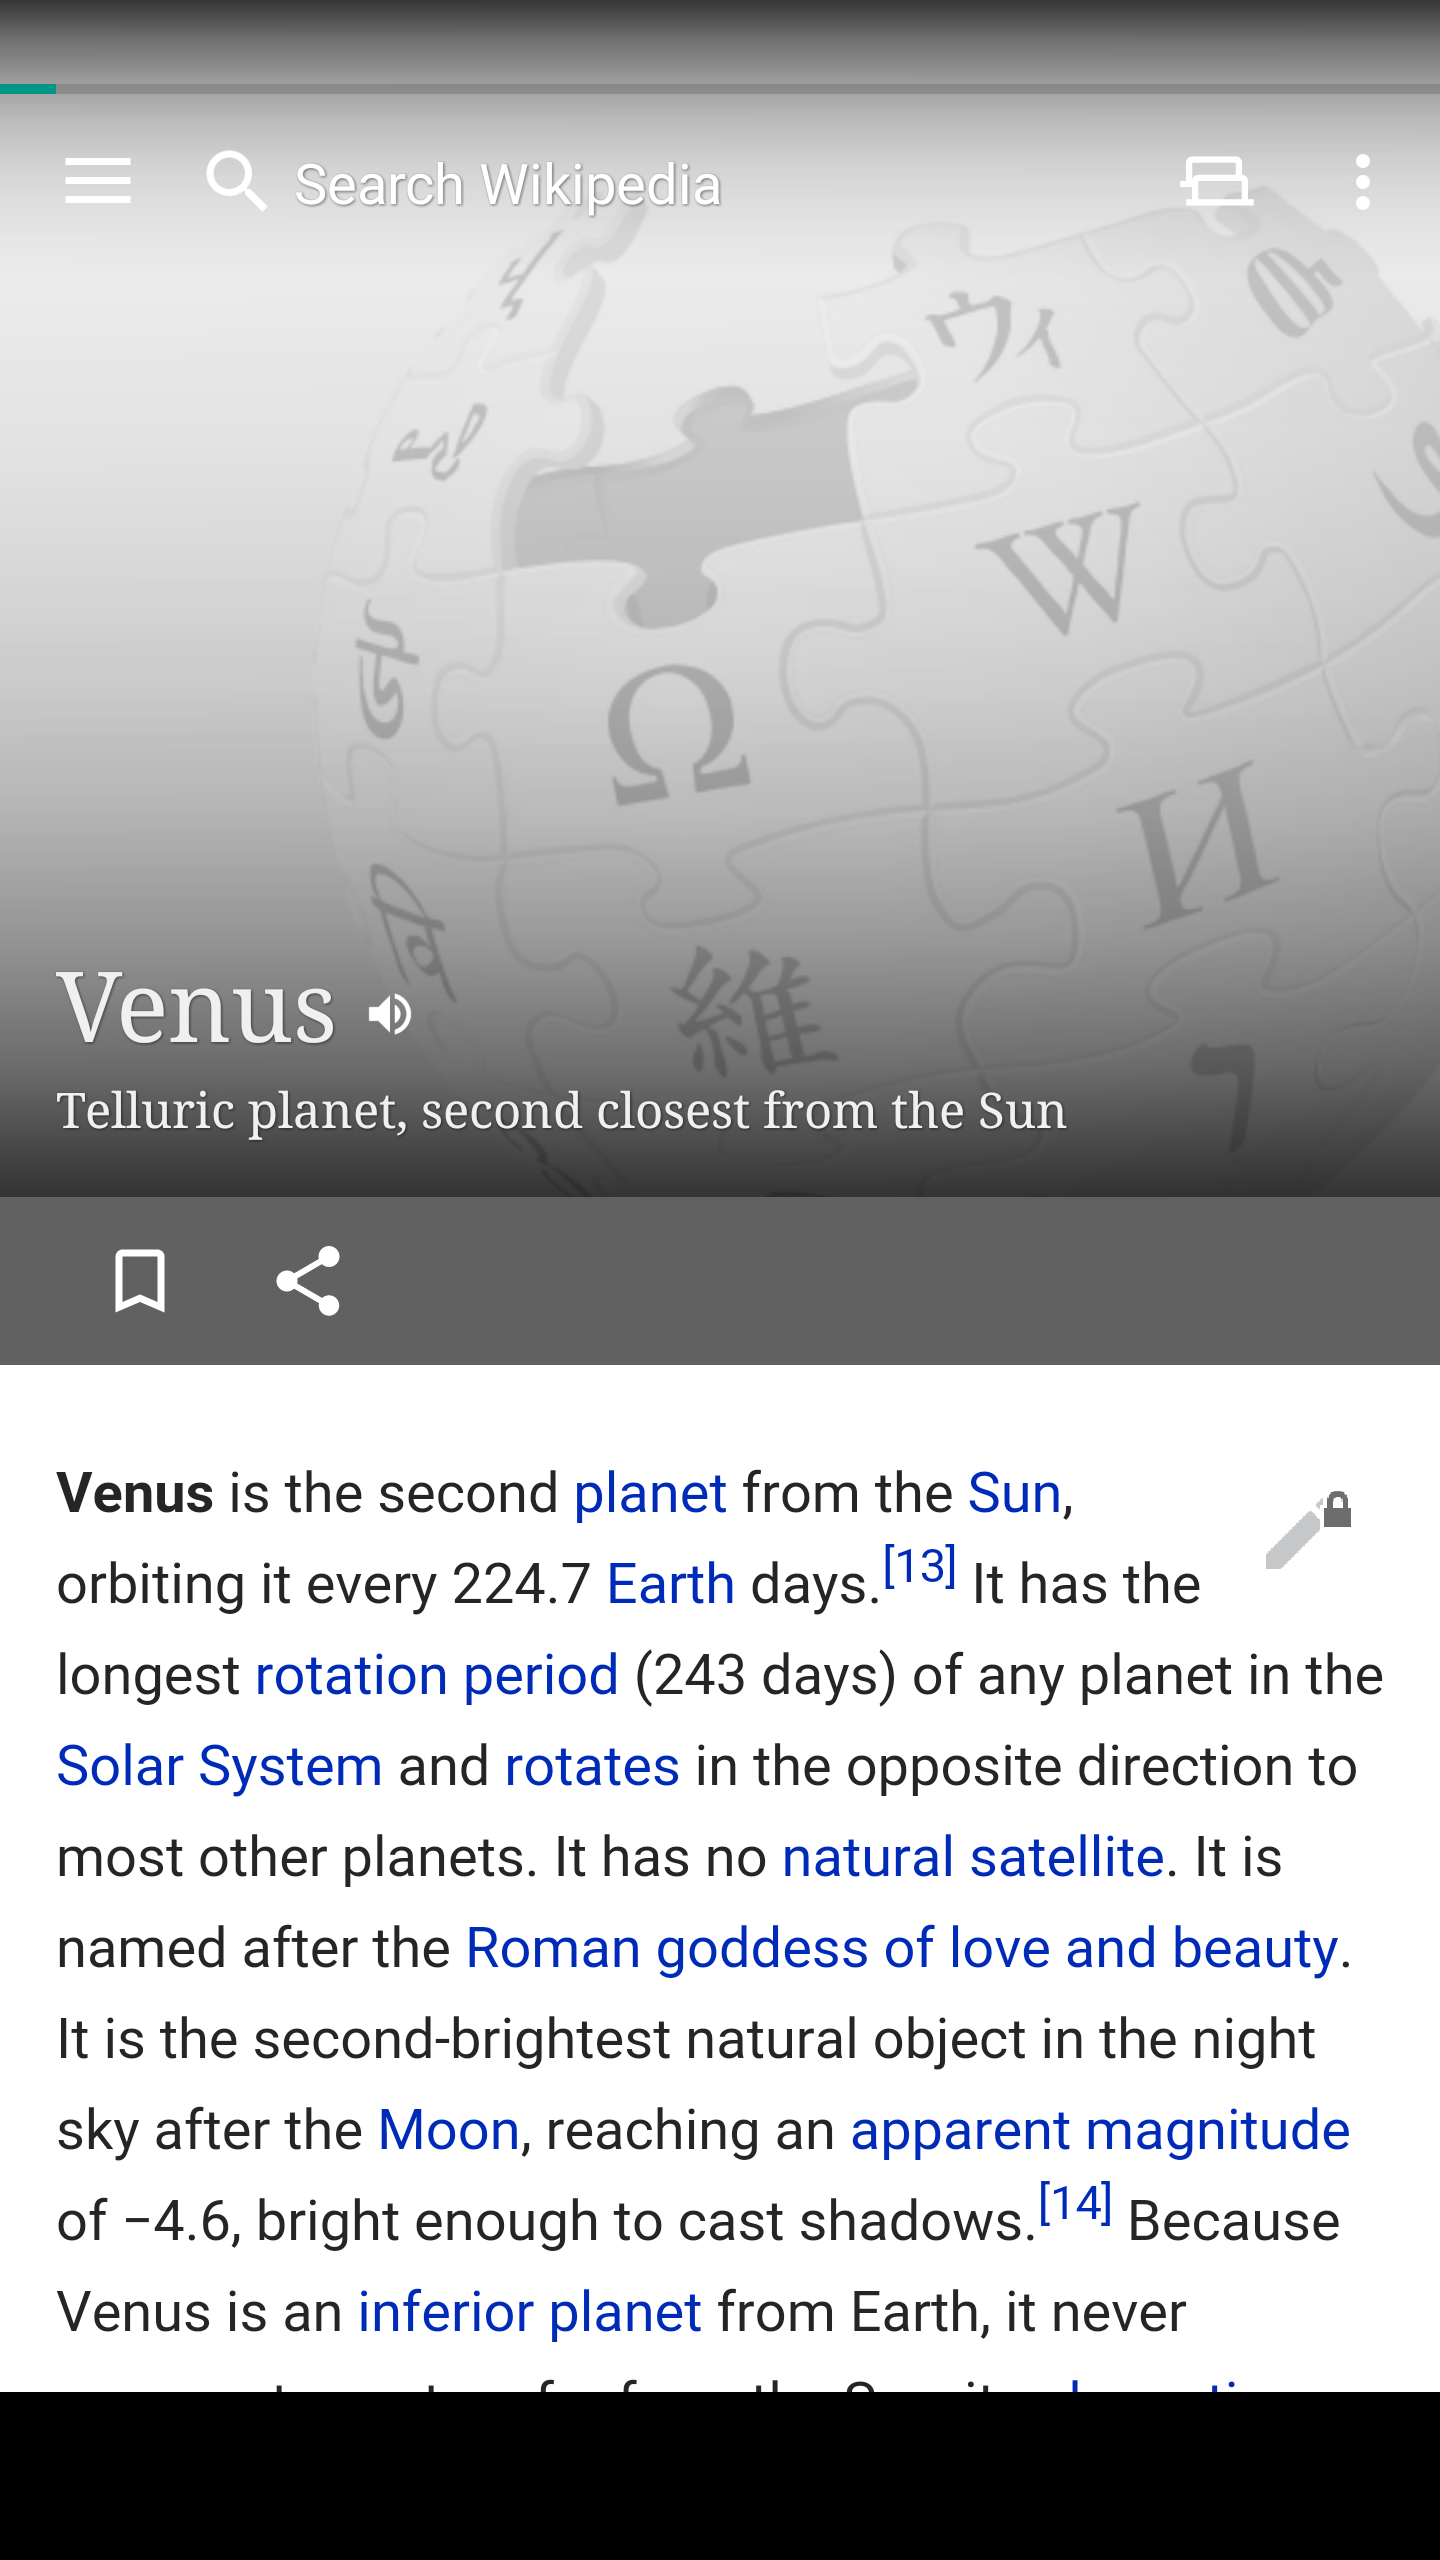 Search Wikipedia
ウィ
W
Ω
И
維
ר
Venus
Telluric planet, second closest from the Sun
Venus is the second planet from the Sun,
orbiting it every 224.7 Earth days.[13] It has the
longest rotation period (243 days) of any planet in the
Solar System and rotates in the opposite direction to
most other planets. It has no natural satellite. It is
named after the Roman goddess of love and beauty.
It is the second-brightest natural object in the night
sky after the Moon, reaching an apparent magnitude
of −4.6, bright enough to cast shadows.[14] Because
Venus is an inferior planet from Earth, it never